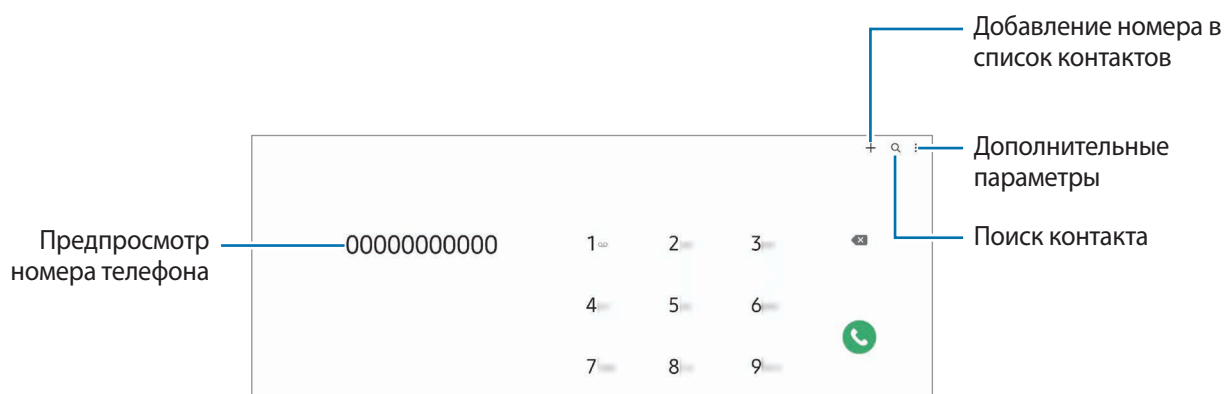 Добавление номера в
список контактов
Дополнительные
параметры
Поиск контакта
Предпросмотр
номера телефона
00000000000
1 2 3
4 5 6
7 8 9